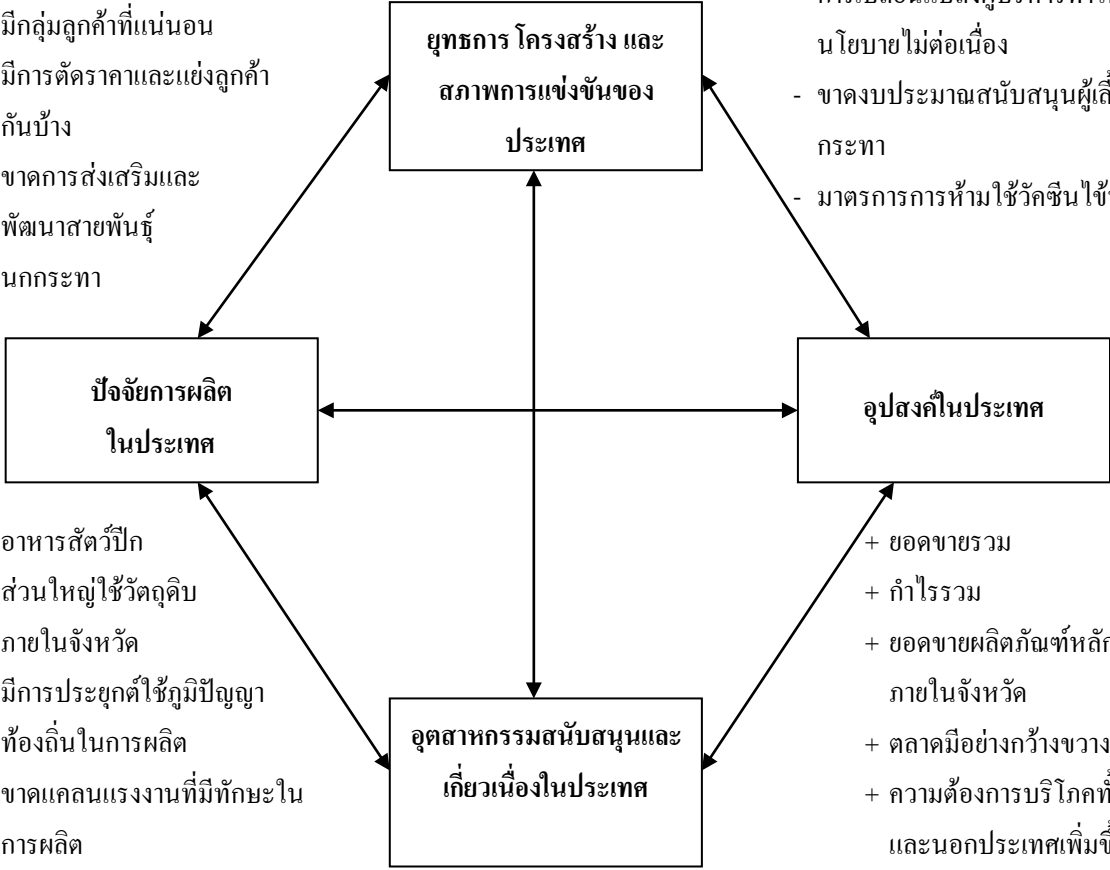 มีกลุ่มลูกค้าที่แน่นอน
มีการตัดราคาและแย่งลูกค้า
กันบ้าง
ขาดการส่งเสริมและ
พัฒนาสายพันธุ์
นกกระทา
ยุทธการ โครงสร้าง และ
สภาพการแข่งขันของ
ประเทศ
นโยบายไม่ต่อเนื่อง
- ขาดงบประมาณสนับสนุน
กระทา
- มาตรการการห้ามใช้วัคซีน
ปัจจัยการผลิต
ในประเทศ
อุปสงค์ในประเทศ
อาหารสัตว์ปีก
ส่วนใหญ่ใช้วัตถุดิบ
ภายในจังหวัด
มีการประยุกต์ใช้ภูมิปัญญา
ท้องถิ่นในการผลิต
ขาดแคลนแรงงานที่มีทักษะใน
การผลิต
อุตสาหกรรมสนับสนุนและ
เกี่ยวเนื่องในประเทศ
+ ยอดขายรวม
+ กำไรรวม
+ ยอดขายผลิตภัณฑ์หลัก
ภายในจังหวัด
+ ตลาดมีอย่างกว้างขวาง
+ ความต้องการบริโภค
และนอกประเทศ